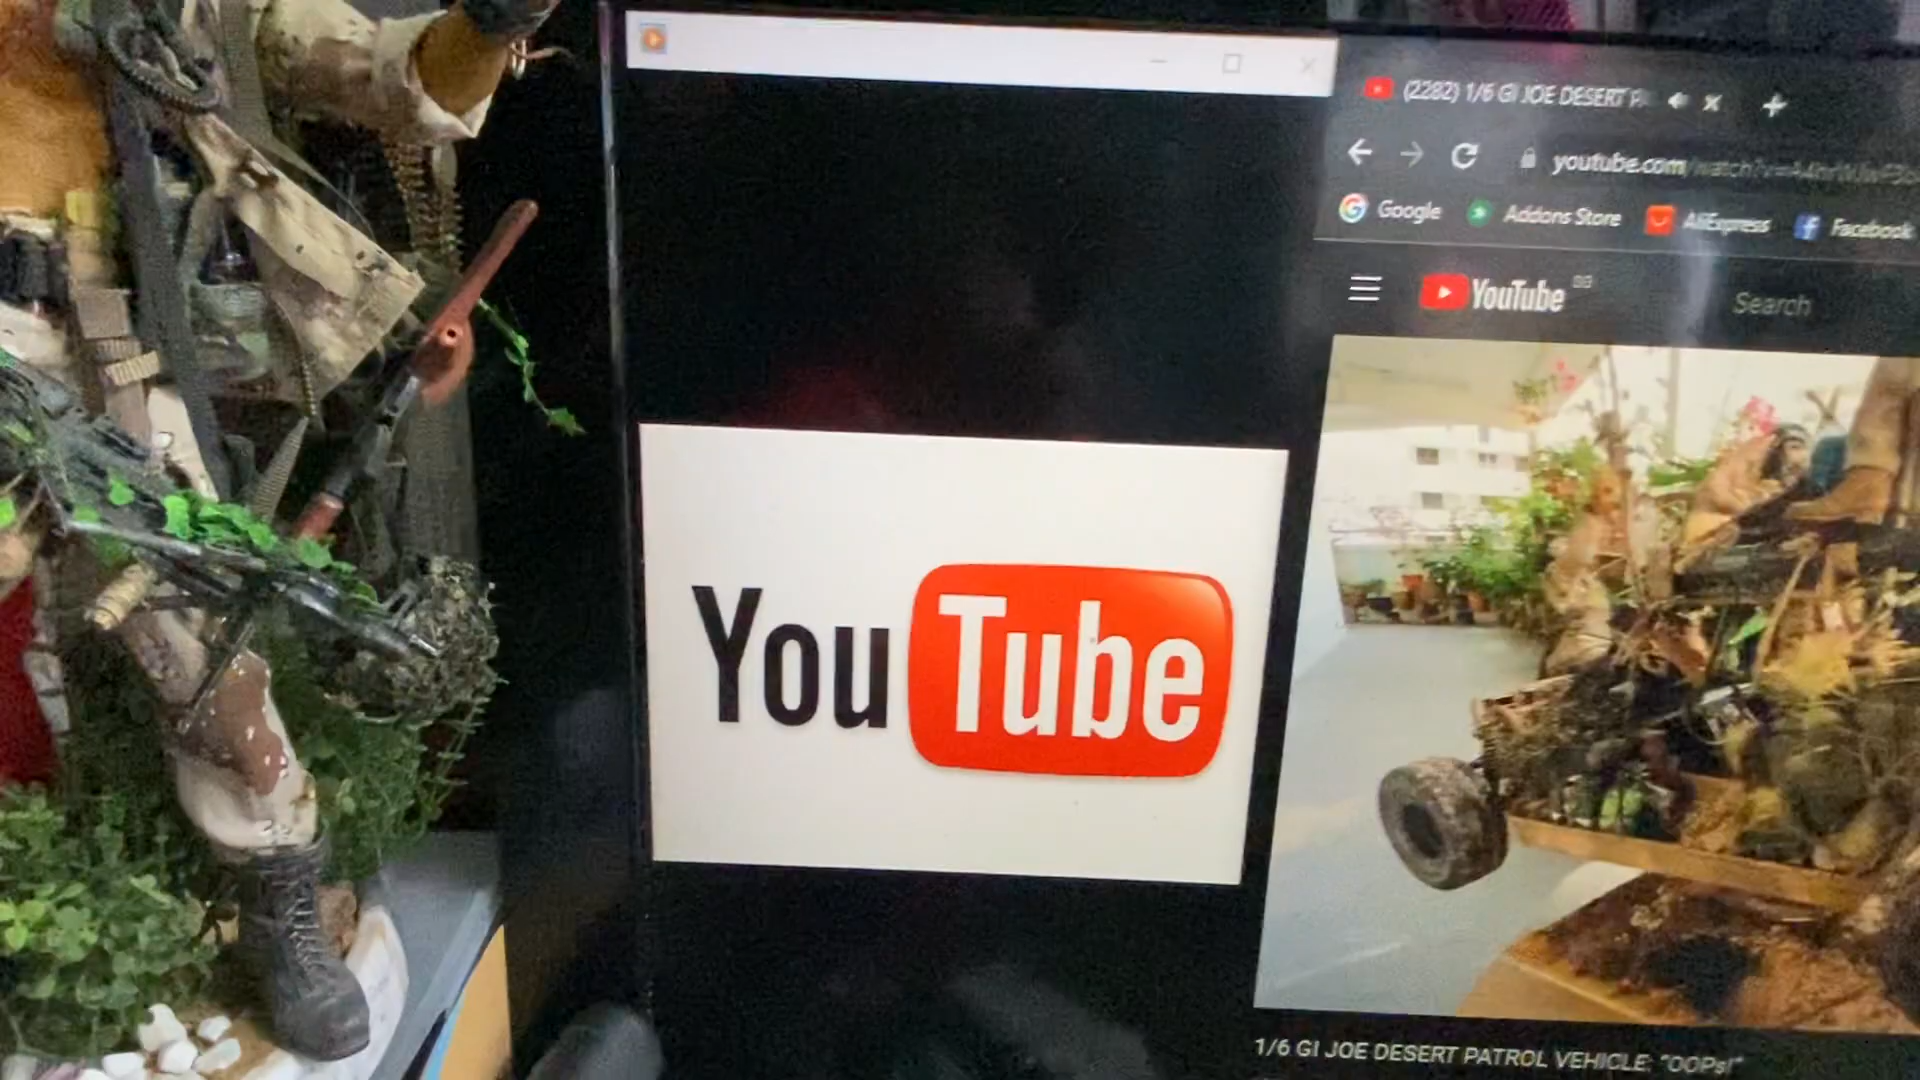 (2282) 1/6 GI JOE DESERT
youtube.com
Google Addons Store AliExpress Facebook
YouTube
Search
YouTube
1/6 GI JOE DESERT PATROL VEHICLE: "OOPs!"